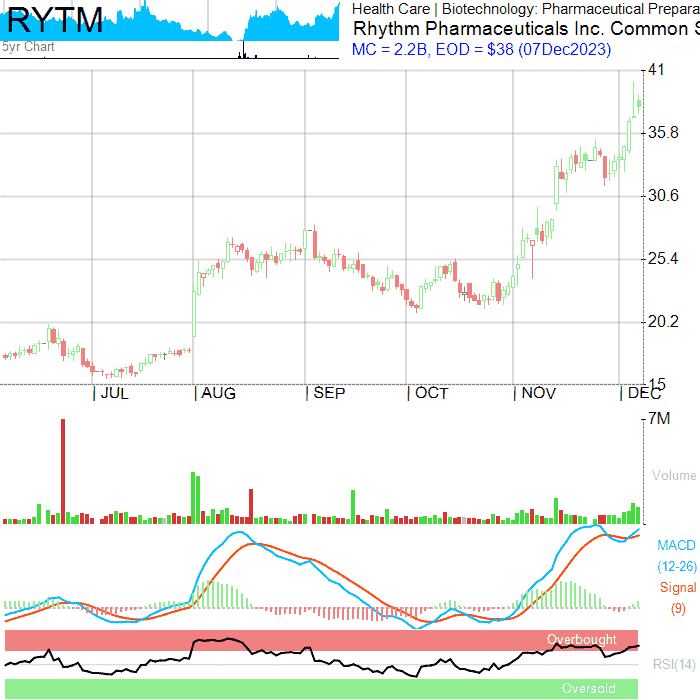 RYTM
5yr Chart
Health Care | Biotechnology: Pharmaceutical Prepara
Rhythm Pharmaceuticals Inc. Common S
MC = 2.2B, EOD = $38 (07Dec2023)
41
35.8
30.6
25.4
20.2
15
JUL AUG SEP OCT NOV DEC
7M
Volume
MACD
(12-26)
Signal
(9)
Overbought
RSI(14)
Oversold